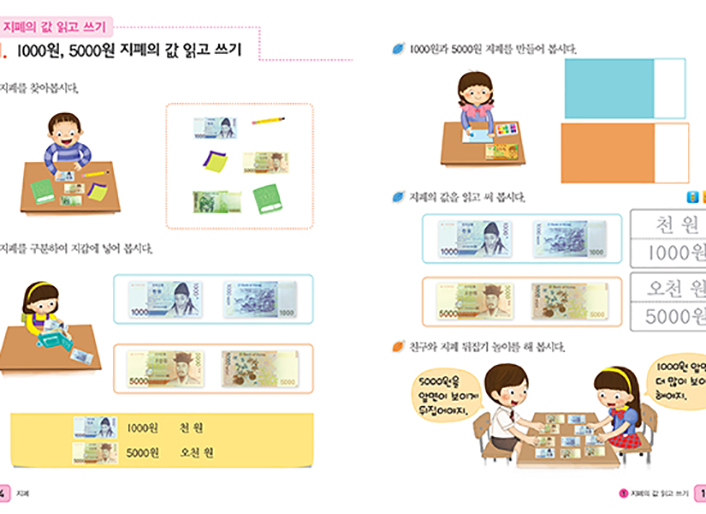 지폐의 값 읽고 쓰기
1000원, 5000원 지폐의 값 읽고 쓰기
지폐를 찾아봅시다.
지폐를 구분하여 지갑에 넣어 봅시다.
1000
1000
5000
5000
1000원 천 원
5000원 오천 원
지폐
1000원과 5000원 지폐를 만들어 봅시다.
지폐의 값을 읽고 써 봅시다.
1000
1000
천 원
1000원
5000
5000
오천 원
5000원
친구와 지폐 뒤집기 놀이를 해 봅시다.
5000원을
앞면이 보이게
뒤집어야지.
1000원
더 많이 보이
해야지.
1 지폐의 값 읽고 쓰기